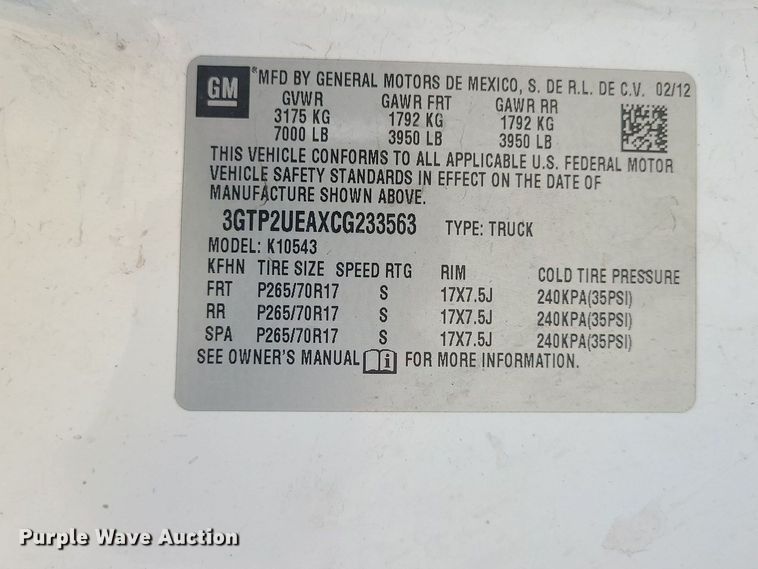 GM ® MFD BY GENERAL MOTORS DE MEXICO, S. DE R.L. DE C.V. 02/12
GVWR GAWR FRT GAWR RR
3175 KG 1792 KG 1792 KG
7000 LB 3950 LB 3950 LB
THIS VEHICLE CONFORMS TO ALL APPLICABLE U.S. FEDERAL MOTOR
VEHICLE SAFETY STANDARDS IN EFFECT ON THE DATE OF
MANUFACTURE SHOWN ABOVE.
3GTP2UEAXCG233563 TYPE: TRUCK
MODEL: K10543
KFHN TIRE SIZE SPEED RTG RIM COLD TIRE PRESSURE
FRT P265/70R17 S 17X7.5J 240KPA(35PSI)
RR P265/70R17 S 17X7.5J 240KPA(35PSI)
SPA P265/70R17 S 17X7.5J 240KPA(35PSI)
SEE OWNER'S MANUAL i FOR MORE INFORMATION.
Purple Wave Auction